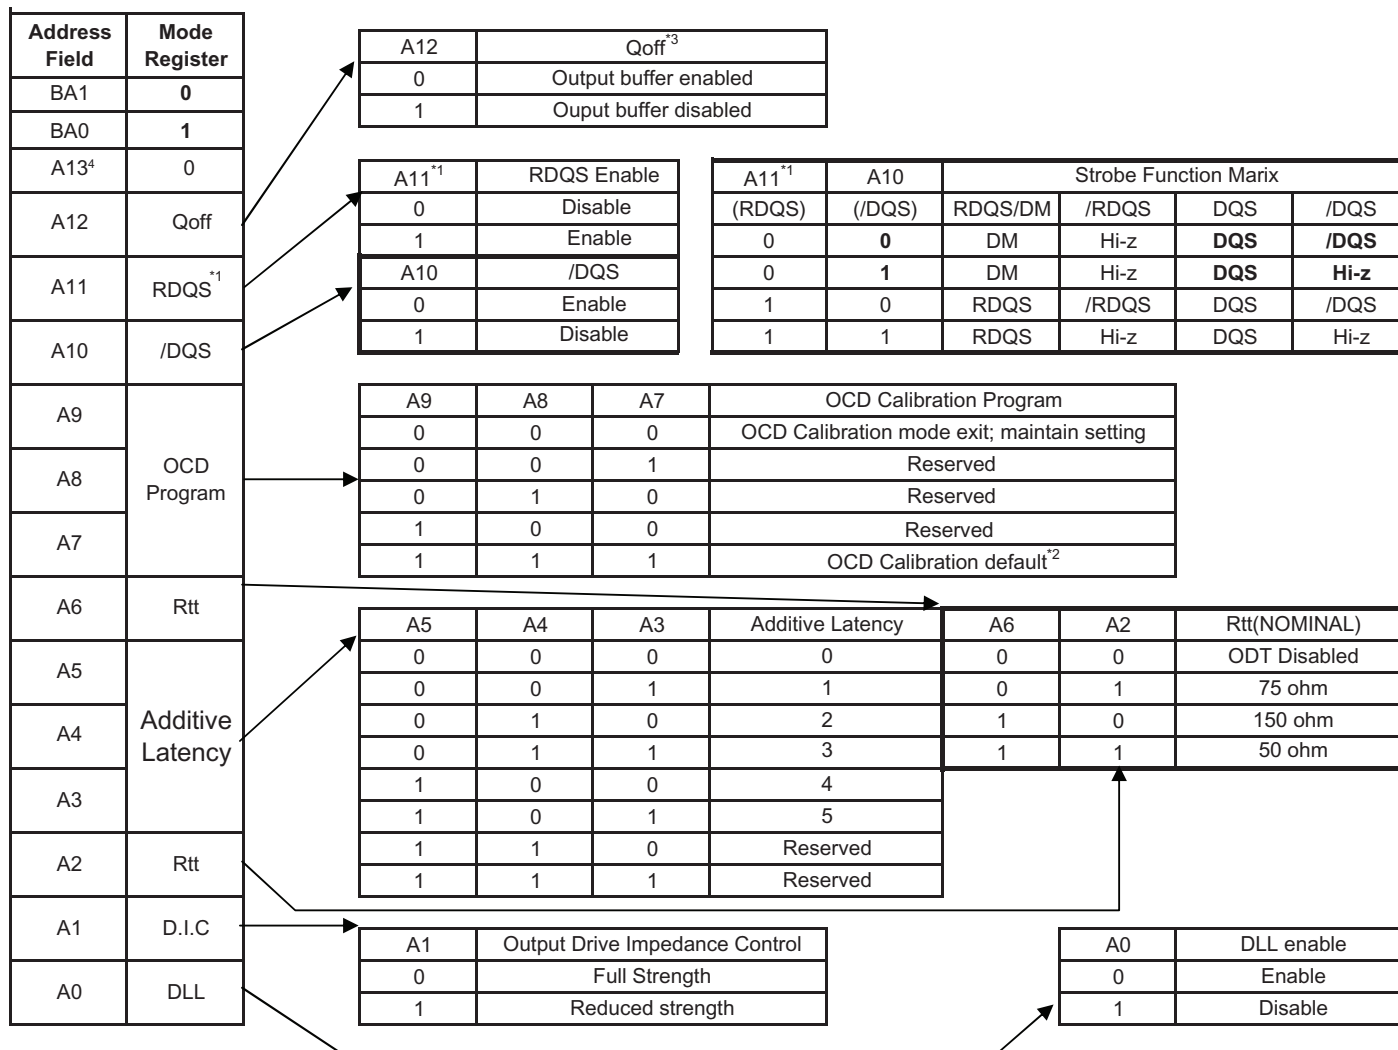 Address Field Mode Register
BA1 0
BA0 1
A13⁴ 0
A12 Qoff
A11 RDQS*1
A10 /DQS
A9
A8
A7
OCD Program
A6 Rtt
A5
A4
A3
Additive Latency
A2 Rtt
A1 D.I.C
A0 DLL
A12 Qoff*3
0 Output buffer enabled
1 Ouput buffer disabled
A11*1 RDQS Enable
0 Disable
1 Enable
A10 /DQS
0 Enable
1 Disable
A11*1 A10 Strobe Function Marix
(RDQS) (/DQS) RDQS/DM /RDQS DQS /DQS
0 0 DM Hi-z DQS /DQS
0 1 DM Hi-z DQS Hi-z
1 0 RDQS /RDQS DQS /DQS
1 1 RDQS Hi-z DQS Hi-z
A9 A8 A7 OCD Calibration Program
0 0 0 OCD Calibration mode exit; maintain setting
0 0 1 Reserved
0 1 0 Reserved
1 0 0 Reserved
1 1 1 OCD Calibration default*2
A5 A4 A3 Additive Latency
0 0 0 0
0 0 1 1
0 1 0 2
0 1 1 3
1 0 0 4
1 0 1 5
1 1 0 Reserved
1 1 1 Reserved
A6 A2 Rtt(NOMINAL)
0 0 ODT Disabled
0 1 75 ohm
1 0 150 ohm
1 1 50 ohm
A1 Output Drive Impedance Control
0 Full Strength
1 Reduced strength
A0 DLL enable
0 Enable
1 Disable